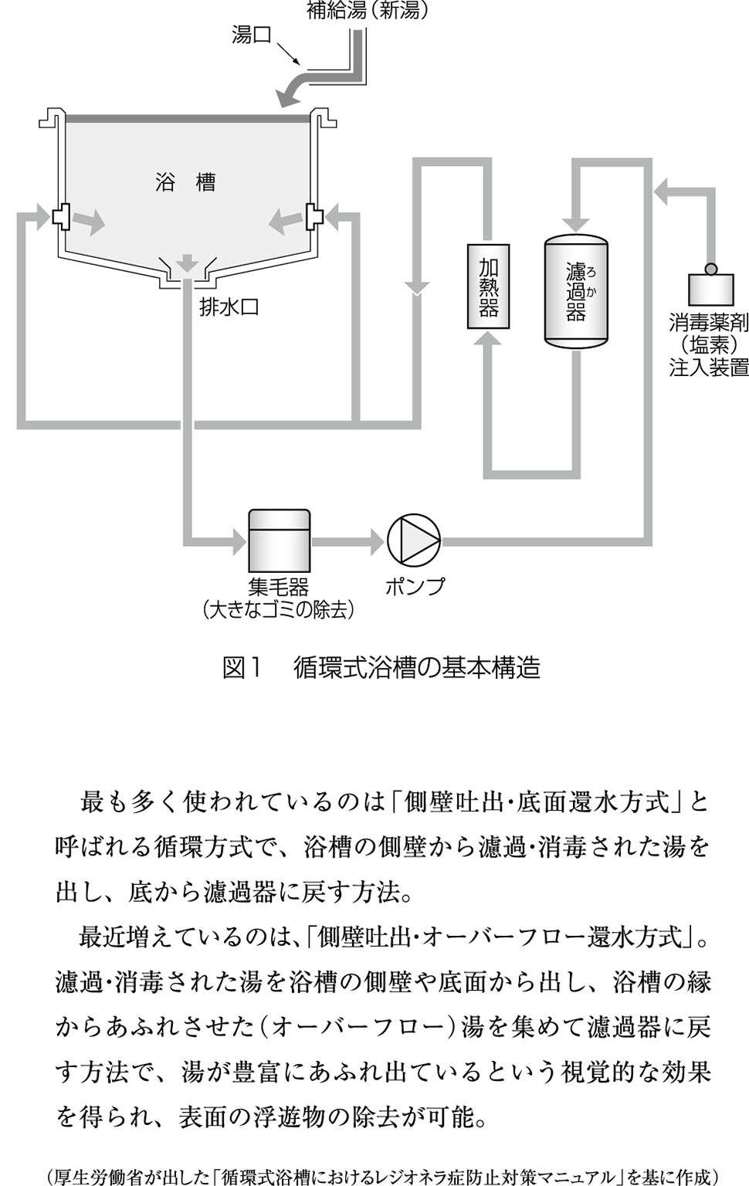 補給湯(新湯)
湯口
浴 槽
排水口
加熱器
濾過器
ろか
消毒薬剤
(塩素)
注入装置
集毛器
(大きなゴミの除去)
ポンプ
図1　循環式浴槽の基本構造
最も多く使われているのは「側壁吐出・底面還水方式」と
呼ばれる循環方式で、浴槽の側壁から濾過・消毒された湯を
出し、底から濾過器に戻す方法。
最近増えているのは、「側壁吐出・オーバーフロー還水方式」。
濾過・消毒された湯を浴槽の側壁や底面から出し、浴槽の縁
からあふれさせた(オーバーフロー)湯を集めて濾過器に戻
す方法で、湯が豊富にあふれ出ているという視覚的な効果
を得られ、表面の浮遊物の除去が可能。
(厚生労働省が出した「循環式浴槽におけるレジオネラ症防止対策マニュアル」を基に作成)